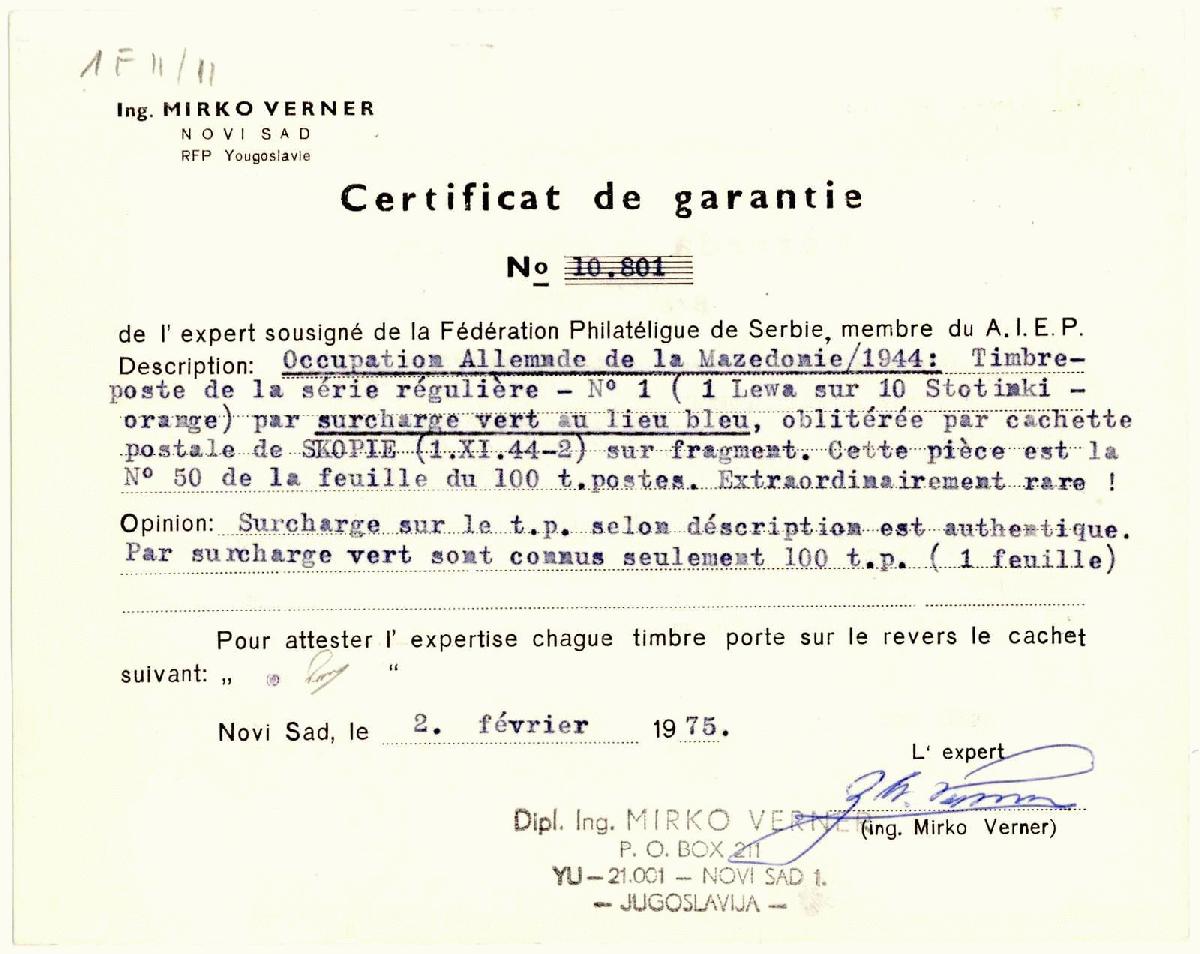 1 F II/II
Ing. MIRKO VERNER
NOVI SAD
RFP Yougoslavie
Certificat de garantie
No 10.801
de l' expert sousigné de la Fédération Philatéligue de Serbie, membre du A.I.E.P.
Description: Occupation Allemnde de la Mazedonie/1944: Timbre-
poste de la série régulière - N° 1 ( 1 Lewa sur 10 Stotinki -
orange) par surcharge vert au lieu bleu, oblitérée par cachette
postale de SKOPIE (1.XI.44-2) sur fragment. Cette pièce est la
N° 50 de la feuille du 100 t.postes. Extraordinairement rare !
Opinion: Surcharge sur le t.p. selon déscription est authentique.
Par surcharge vert sont connus seulement 100 t.p. ( 1 feuille)
Pour attester l' expertise chague timbre porte sur le revers le cachet
suivant: „ “
Novi Sad, le 2. février 1975.
L' expert
(ing. Mirko Verner)
Dipl. Ing. MIRKO VERNER
P. O. BOX 211
YU - 21.001 - NOVI SAD 1.
- JUGOSLAVIJA -